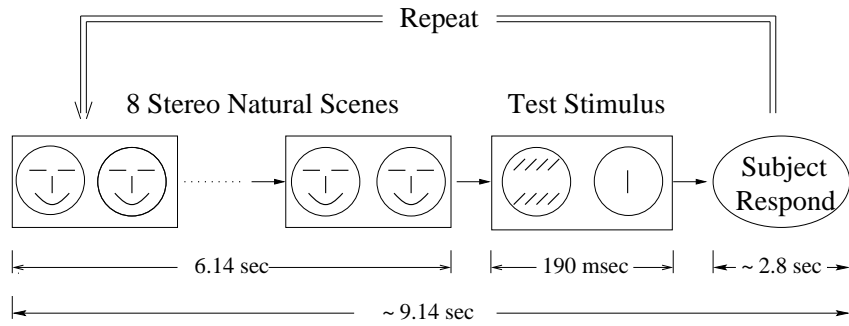 Repeat
8 Stereo Natural Scenes
Test Stimulus
Subject
Respond
6.14 sec
190 msec
~ 2.8 sec
~ 9.14 sec